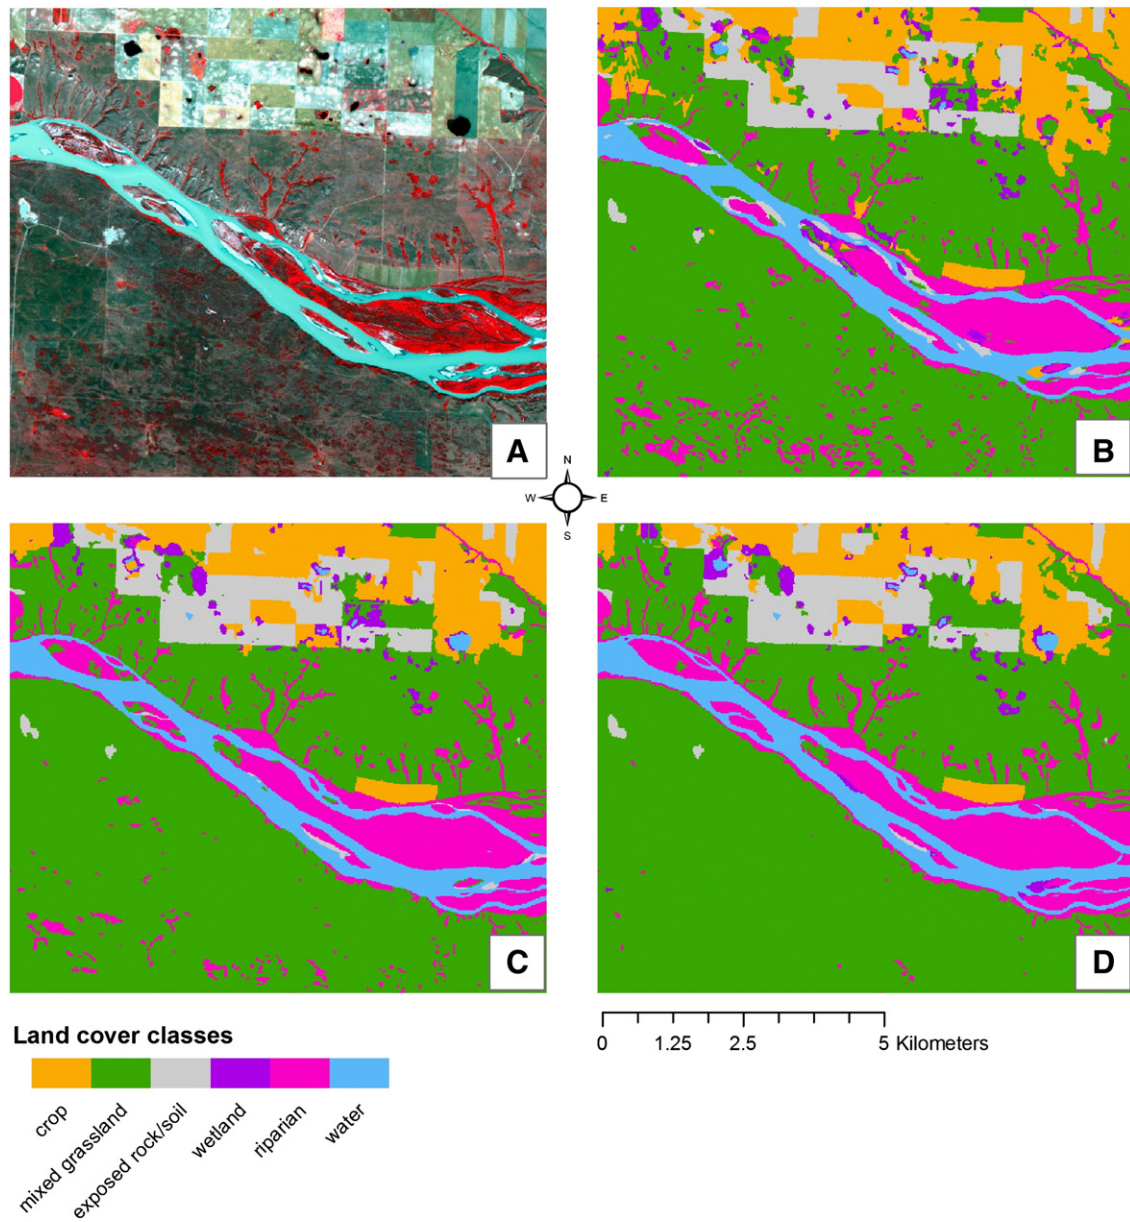 A
B
N
W E
S
C
D
Land cover classes
0 1.25 2.5 5 Kilometers
crop
mixed grassland
exposed rock/soil
wetland
riparian
water